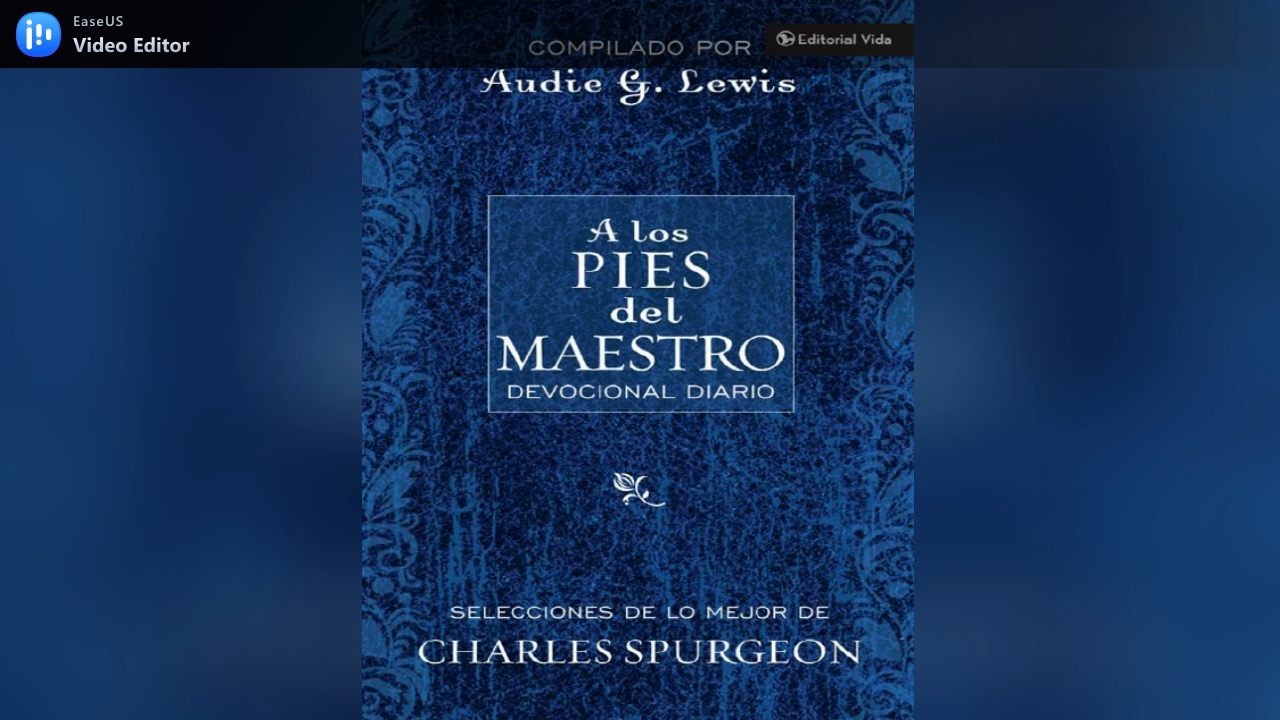 EaseUS
Video Editor
COMPILADO POR
Editorial Vida
Audie G. Lewis
A los
PIES
del
MAESTRO
DEVOCIONAL DIARIO
SELECCIONES DE LO MEJOR DE
CHARLES SPURGEON